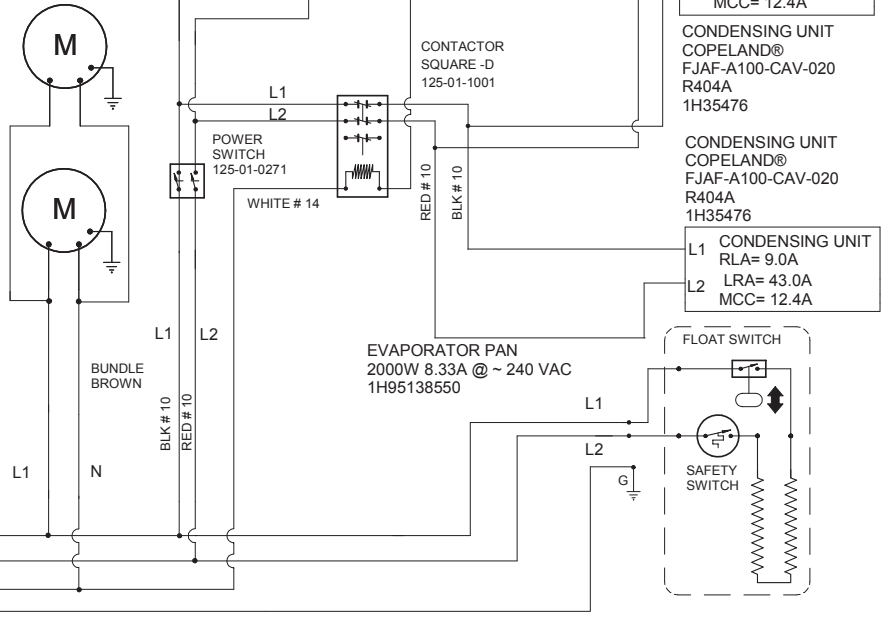 MCC= 12.4A
CONDENSING UNIT
COPELAND®
FJAF-A100-CAV-020
R404A
1H35476
M
CONTACTOR
SQUARE -D
125-01-1001
L1
L2
POWER
SWITCH
125-01-0271
CONDENSING UNIT
COPELAND®
FJAF-A100-CAV-020
R404A
1H35476
M
WHITE # 14
RED # 10
BLK # 10
L1
CONDENSING UNIT
RLA= 9.0A
L2
LRA= 43.0A
MCC= 12.4A
L1
L2
EVAPORATOR PAN
2000W 8.33A @ ~ 240 VAC
1H95138550
FLOAT SWITCH
BUNDLE
BROWN
BLK # 10
RED # 10
L1
L2
L1
N
G
SAFETY
SWITCH